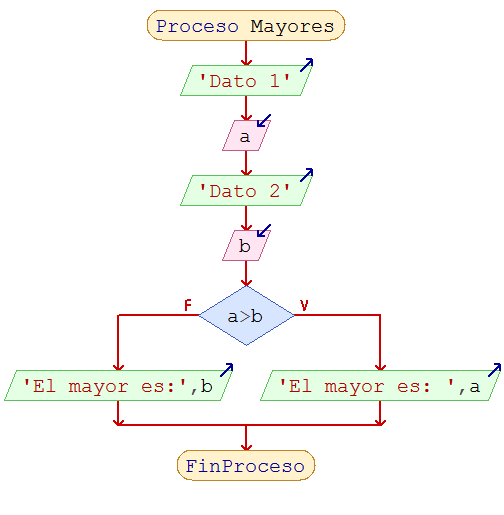 Proceso Mayores
'Dato 1'
a
'Dato 2'
b
F
V
a>b
'El mayor es:',b
'El mayor es: ',a
FinProceso